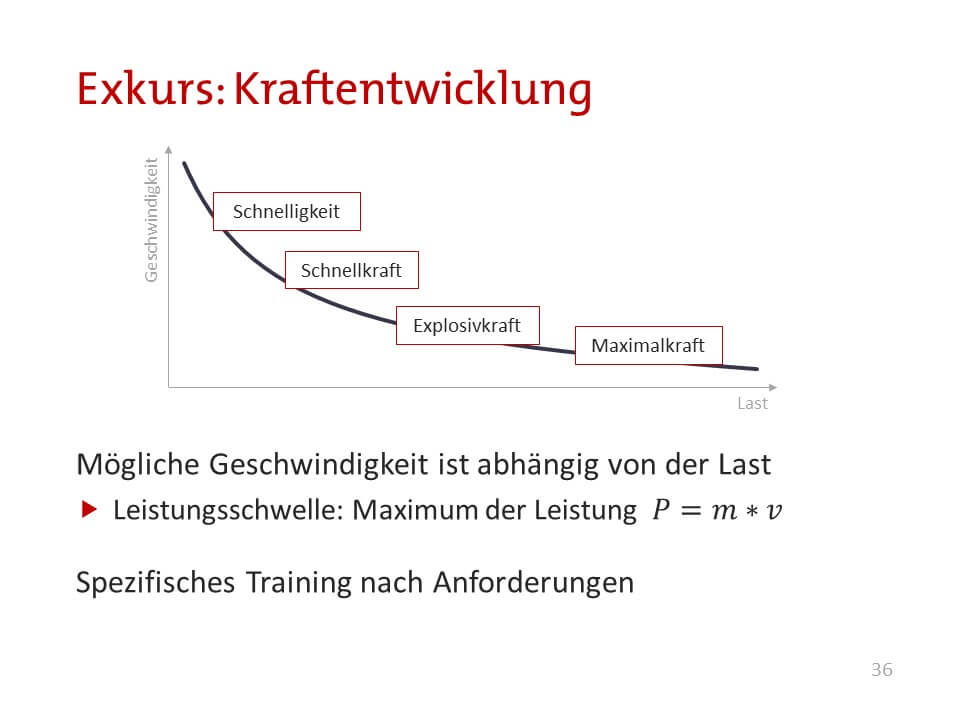 Exkurs: Kraftentwicklung
Geschwindigkeit
Schnelligkeit
Schnellkraft
Explosivkraft
Maximalkraft
Last
Mögliche Geschwindigkeit ist abhängig von der Last
Leistungsschwelle: Maximum der Leistung P = m ∗ v
Spezifisches Training nach Anforderungen
36